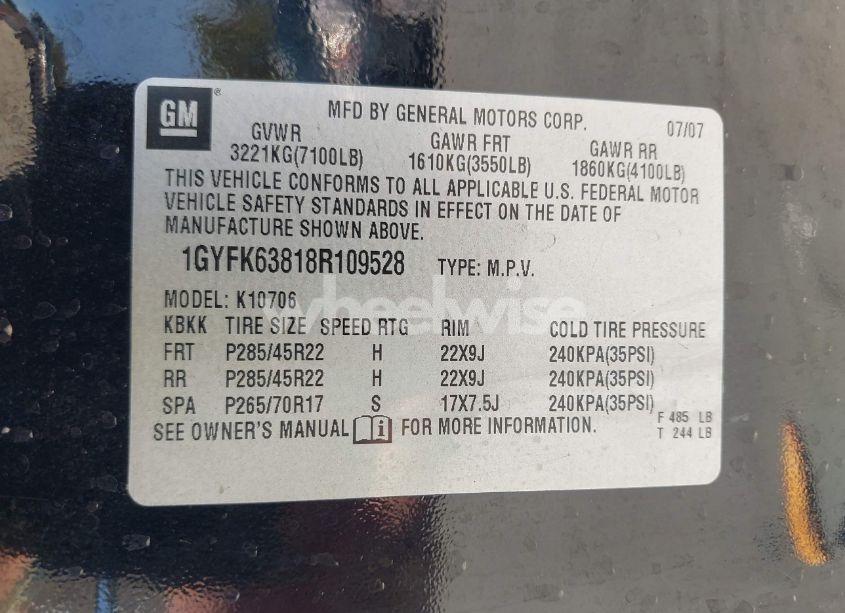 GM ®
MFD BY GENERAL MOTORS CORP. 07/07
GVWR GAWR FRT GAWR RR
3221KG(7100LB) 1610KG(3550LB) 1860KG(4100LB)
THIS VEHICLE CONFORMS TO ALL APPLICABLE U.S. FEDERAL MOTOR
VEHICLE SAFETY STANDARDS IN EFFECT ON THE DATE OF
MANUFACTURE SHOWN ABOVE.
1GYFK63818R109528 TYPE: M.P.V.
MODEL: K10706
wheelwise
KBKK TIRE SIZE SPEED RTG RIM COLD TIRE PRESSURE
FRT P285/45R22 H 22X9J 240KPA(35PSI)
RR P285/45R22 H 22X9J 240KPA(35PSI)
SPA P265/70R17 S 17X7.5J 240KPA(35PSI)
SEE OWNER'S MANUAL i FOR MORE INFORMATION.
F 485 LB
T 244 LB